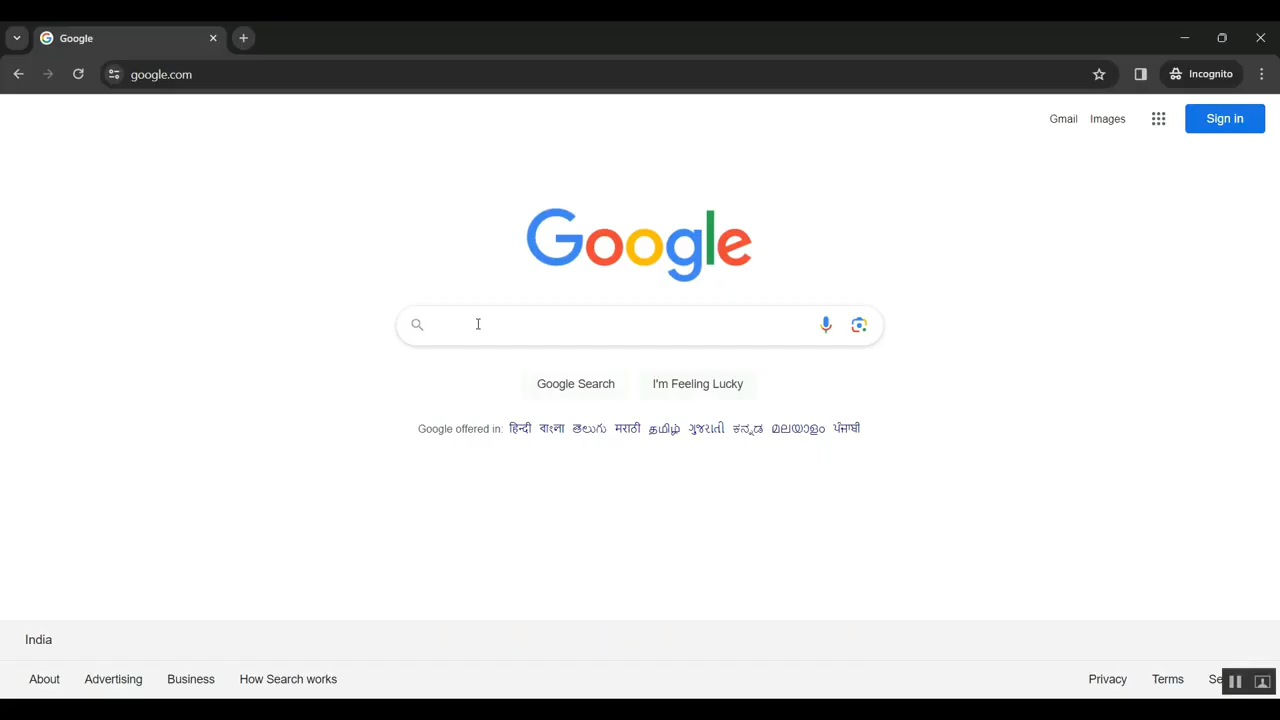 Google
google.com
Incognito
Gmail Images Sign in
Google
Google Search I'm Feeling Lucky
Google offered in: हिन्दी বাংলা తెలుగు मराठी தமிழ் ગુજરાતી ಕನ್ನಡ മലയാളം ਪੰਜਾਬੀ
India
About Advertising Business How Search works Privacy Terms Se